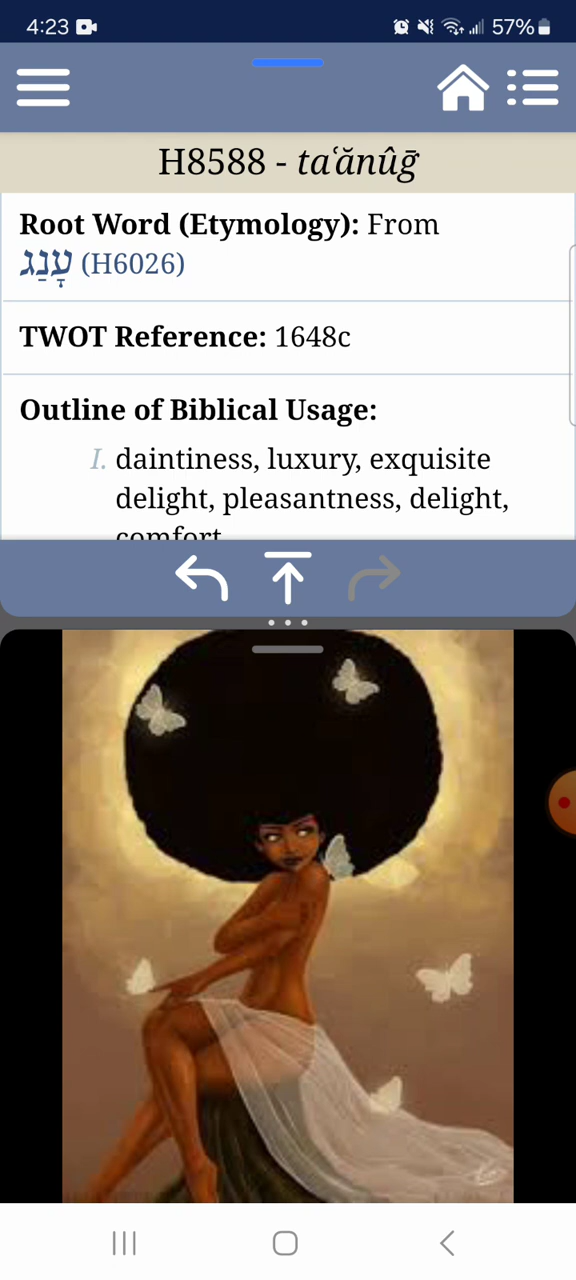 4:23
57%
H8588 - taʿănûḡ
Root Word (Etymology): From
עָנַג (H6026)
TWOT Reference: 1648c
Outline of Biblical Usage:
I. daintiness, luxury, exquisite
delight, pleasantness, delight,
comfort